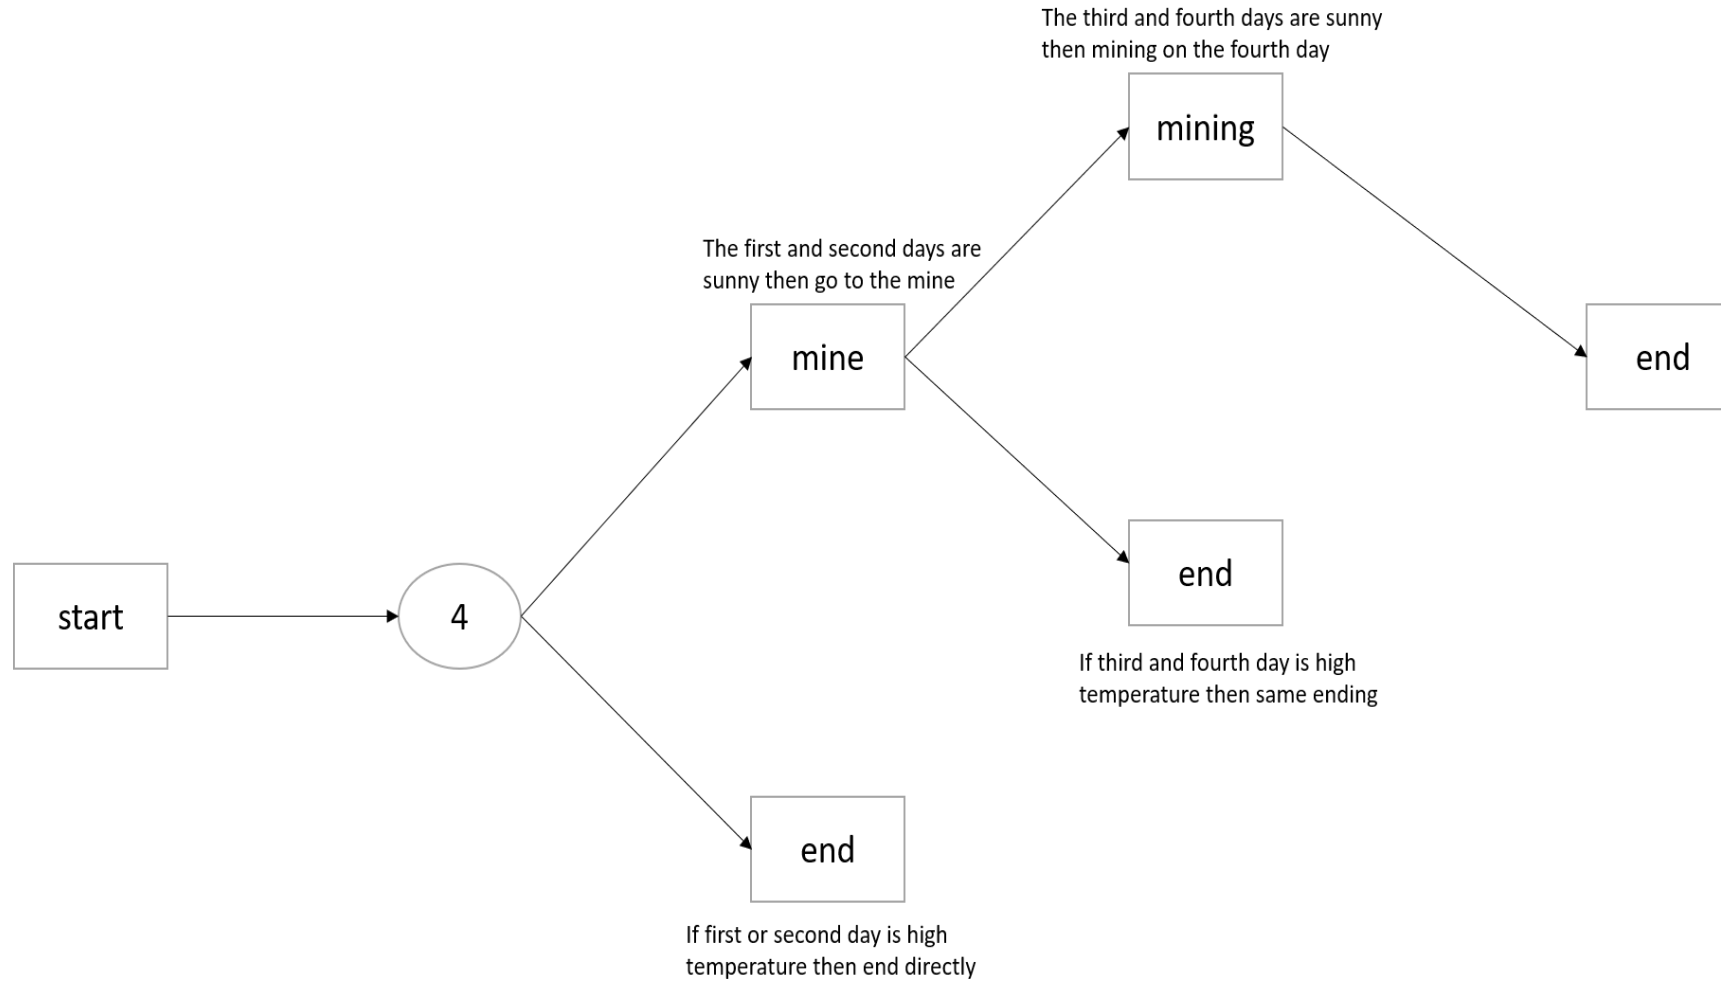 The third and fourth days are sunny
then mining on the fourth day
mining
The first and second days are
sunny then go to the mine
mine
end
start
4
end
If third and fourth day is high
temperature then same ending
end
If first or second day is high
temperature then end directly